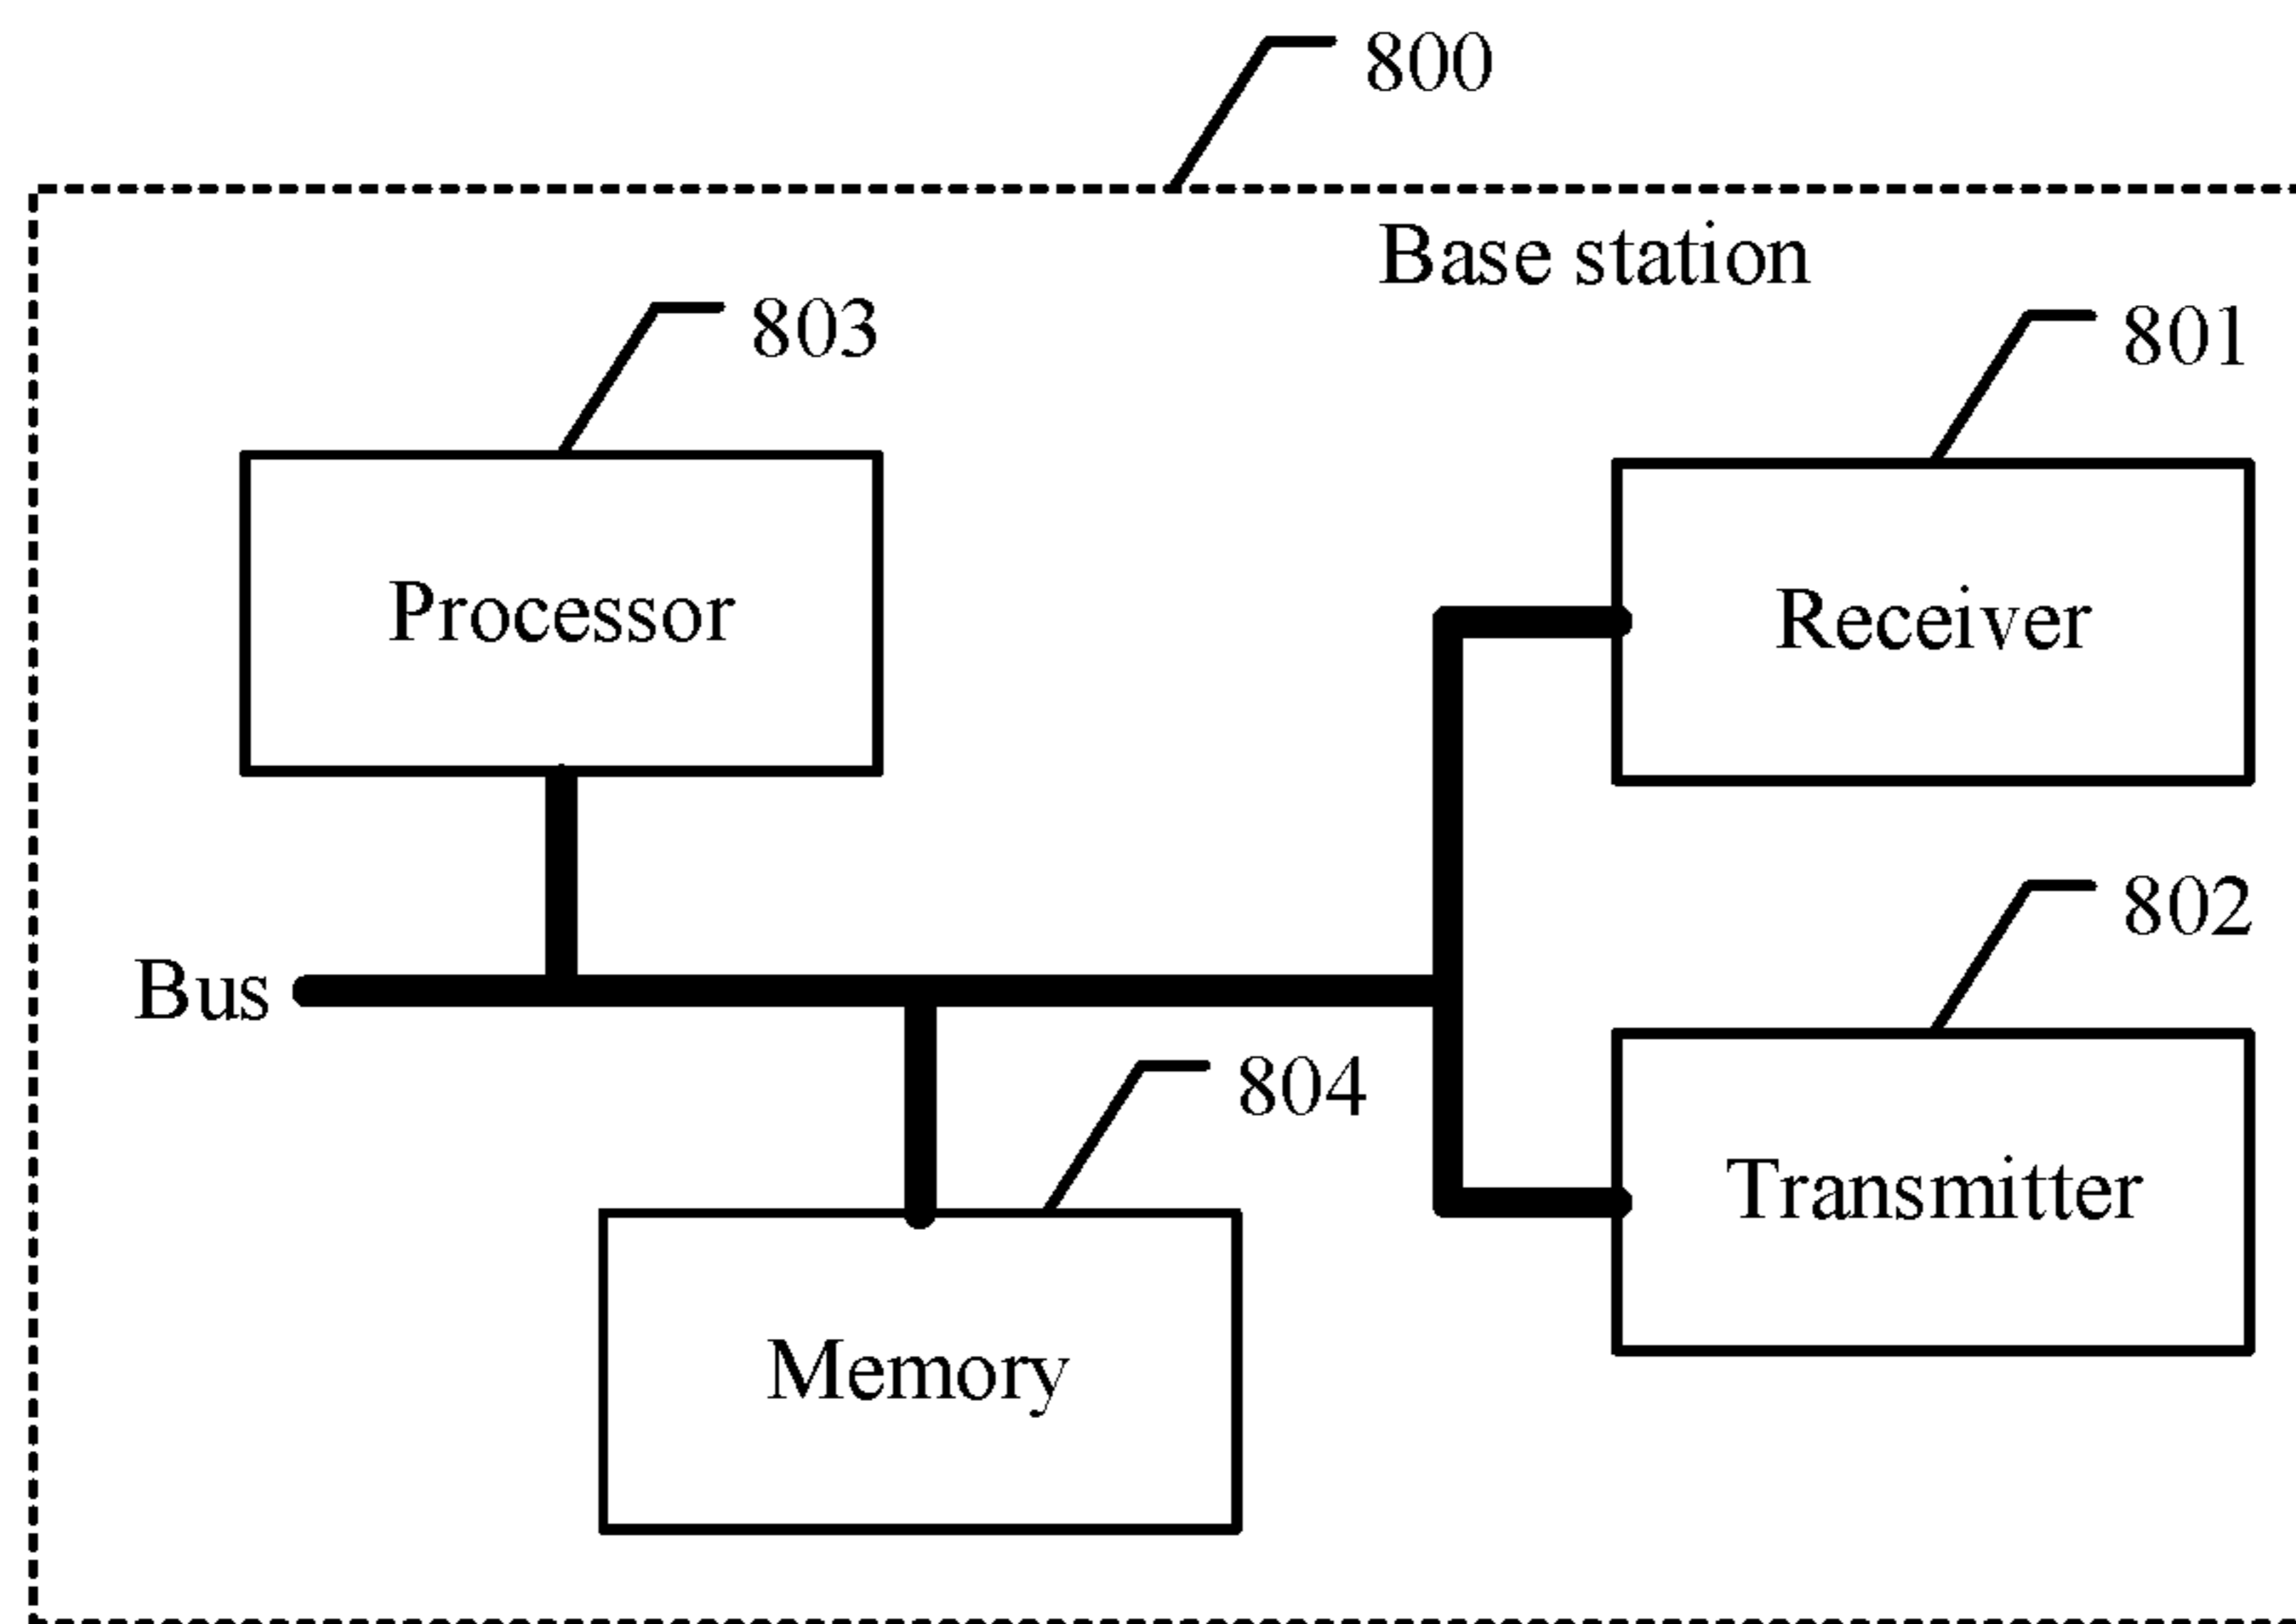 800
Base station
803
801
Processor
Receiver
802
Bus
804
Transmitter
Memory